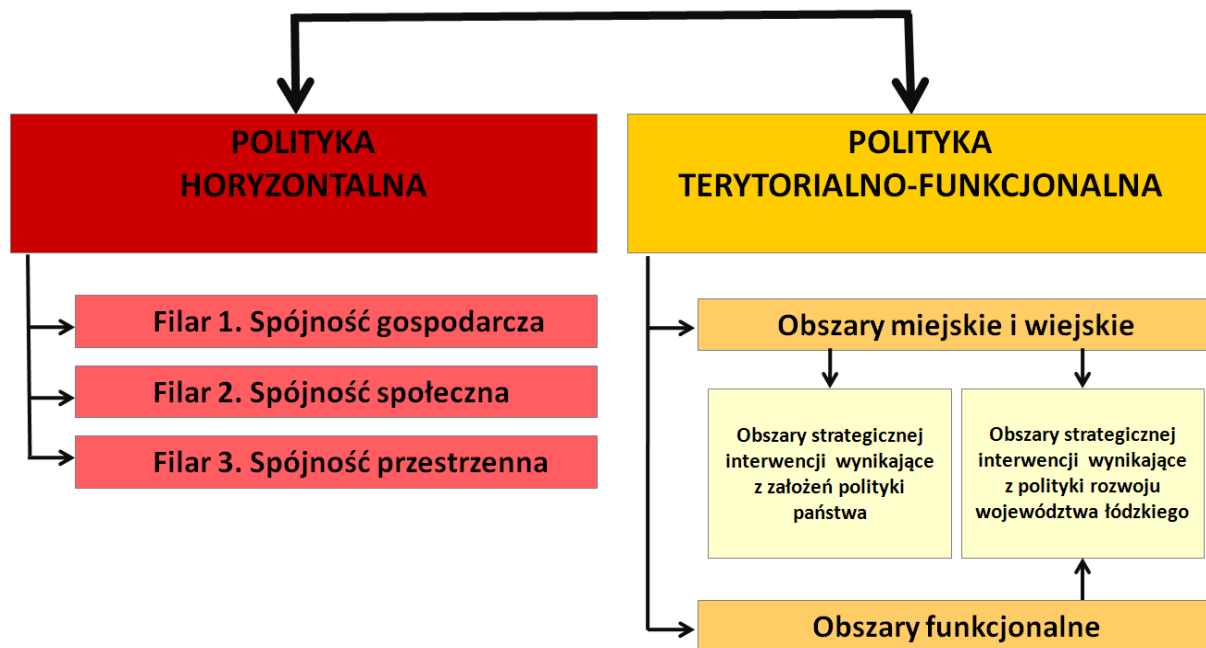 POLITYKA
HORYZONTALNA
Filar 1. Spójność gospodarcza
Filar 2. Spójność społeczna
Filar 3. Spójność przestrzenna
POLITYKA
TERYTORIALNO-FUNKCJONALNA
Obszary miejskie i wiejskie
Obszary strategicznej
interwencji wynikające
z założeń polityki
państwa
Obszary strategicznej
interwencji wynikające
z polityki rozwoju
województwa łódzkiego
Obszary funkcjonalne